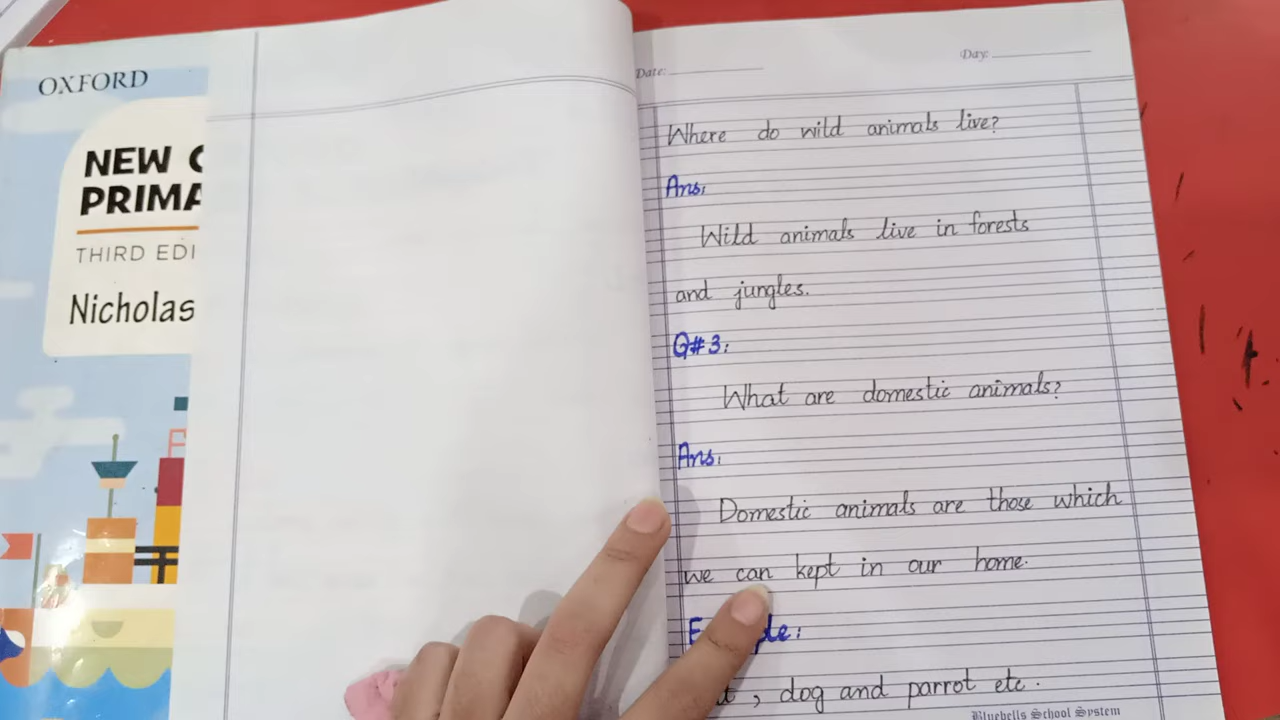 OXFORD
NEW
PRIMA
THIRD EDI
Nicholas
Date:
Day:
Where do wild animals live?
Ans:
Wild animals live in forests
and jungles.
Q#3:
What are domestic animals?
Ans:
Domestic animals are those which
we can kept in our home.
, dog and parrot etc.
Bluebells School System